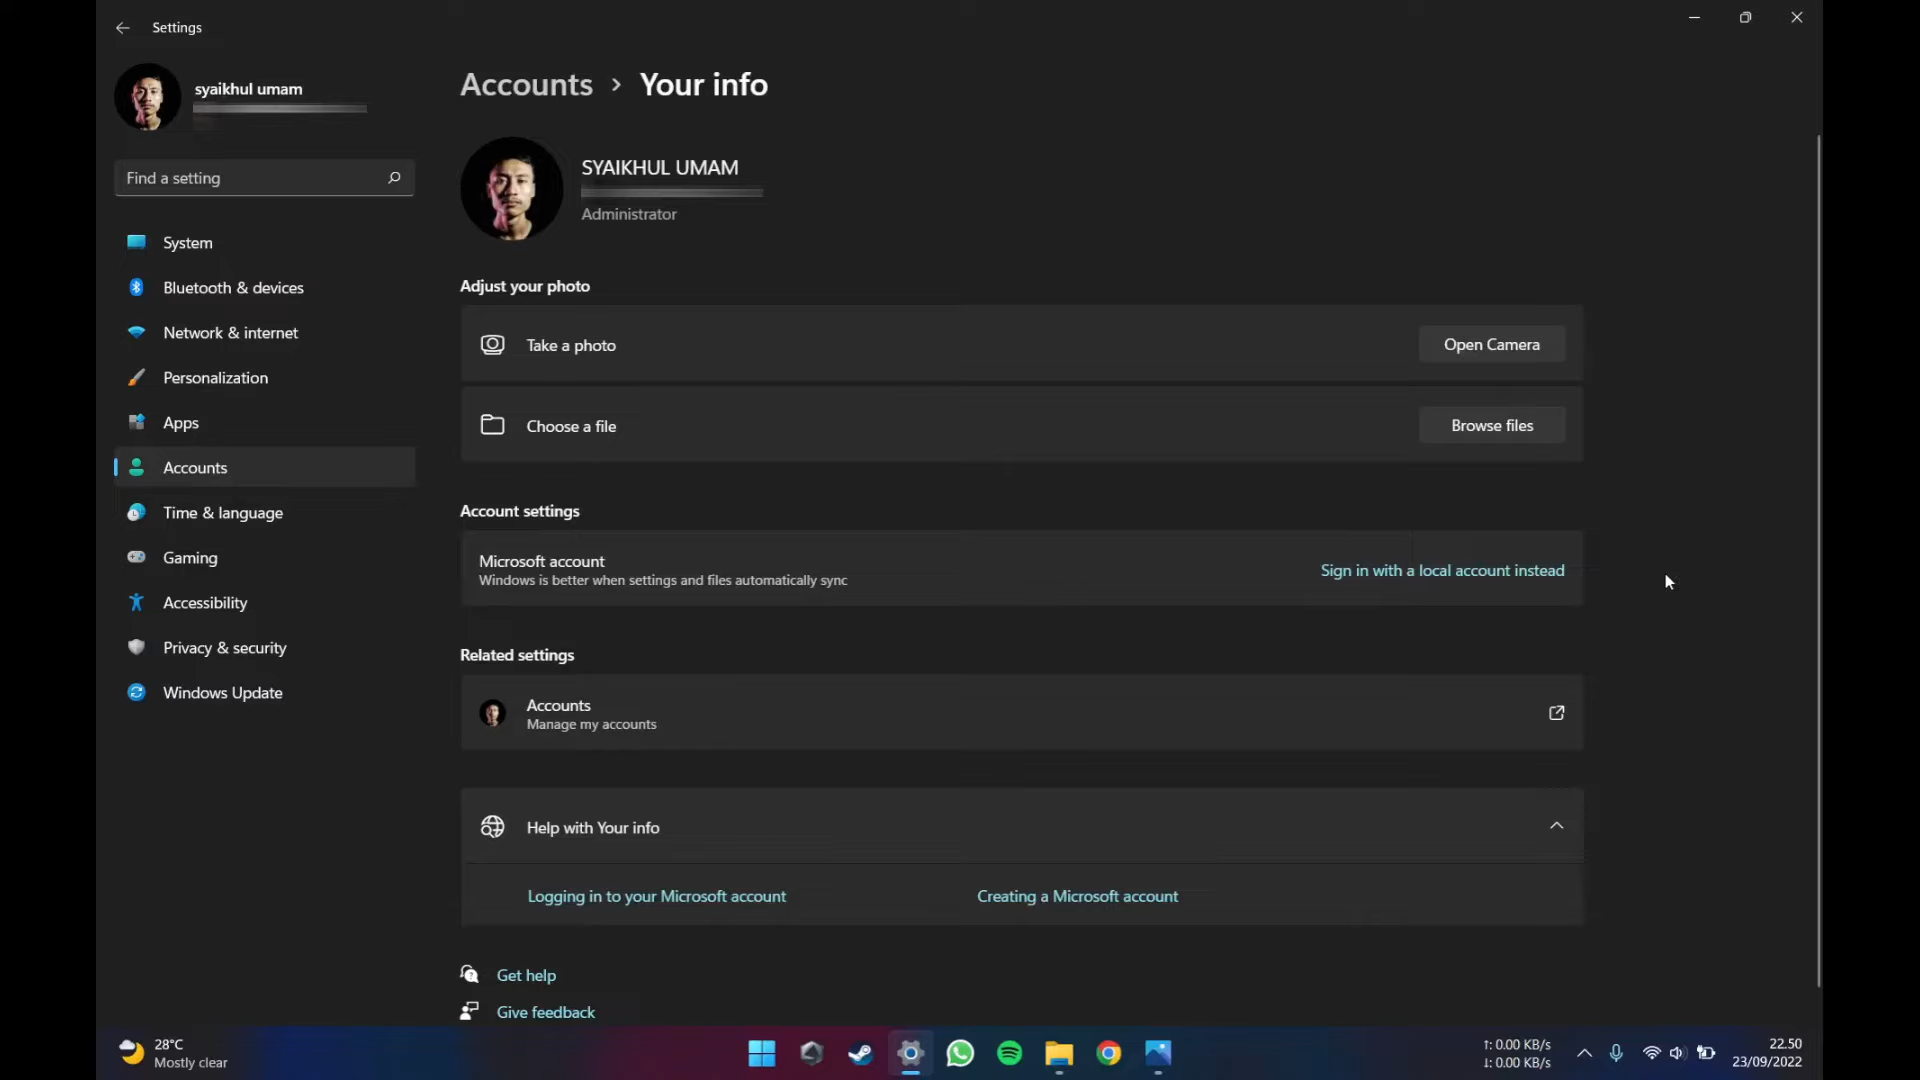 Settings
syaikhul umam
Find a setting
System
Bluetooth & devices
Network & internet
Personalization
Apps
Accounts
Time & language
Gaming
Accessibility
Privacy & security
Windows Update
Accounts › Your info
SYAIKHUL UMAM
Administrator
Adjust your photo
Take a photo
Open Camera
Choose a file
Browse files
Account settings
Microsoft account
Windows is better when settings and files automatically sync
Sign in with a local account instead
Related settings
Accounts
Manage my accounts
Help with Your info
Logging in to your Microsoft account
Creating a Microsoft account
Get help
Give feedback
28°C
Mostly clear
↑: 0.00 KB/s
↓: 0.00 KB/s
22.50
23/09/2022